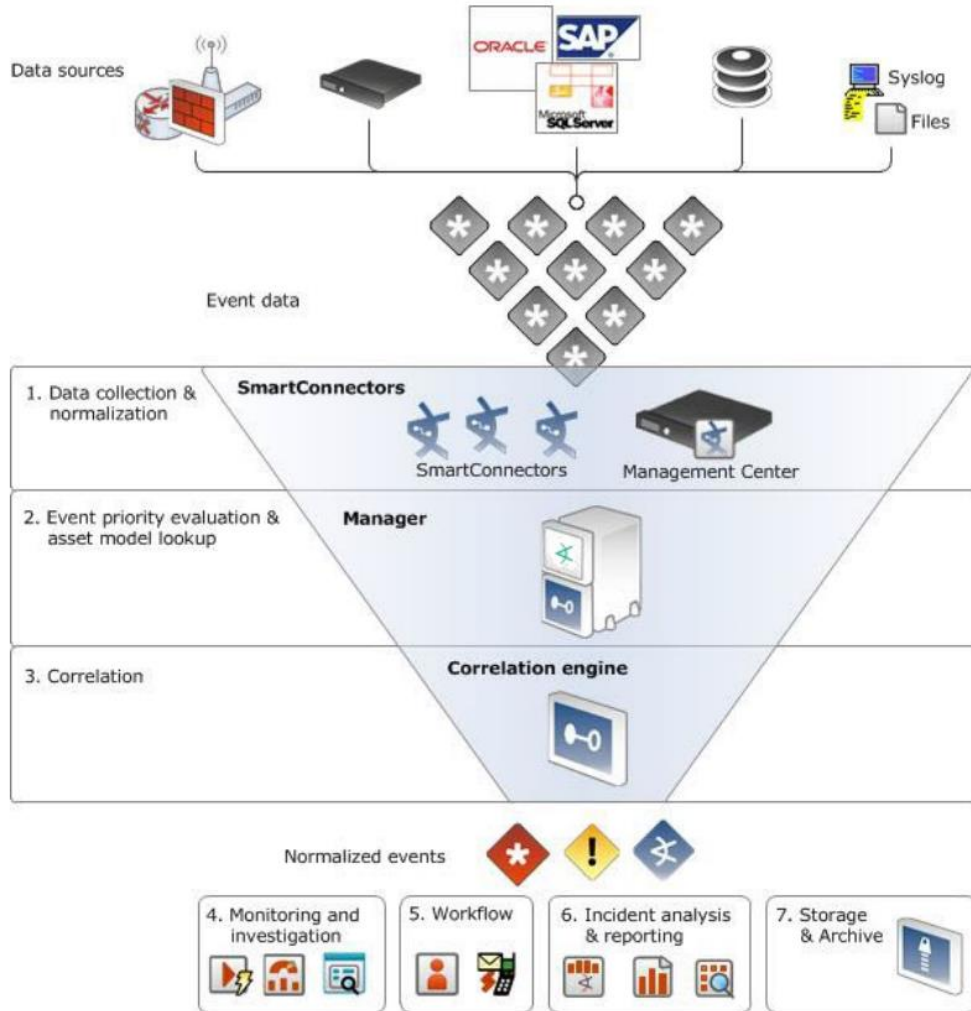 Data sources
ORACLE
SAP
Microsoft
SQL Server
Syslog
Files
Event data
1. Data collection &
normalization
SmartConnectors
SmartConnectors
Management Center
2. Event priority evaluation &
asset model lookup
Manager
3. Correlation
Correlation engine
Normalized events
4. Monitoring and
investigation
5. Workflow
6. Incident analysis
& reporting
7. Storage
& Archive